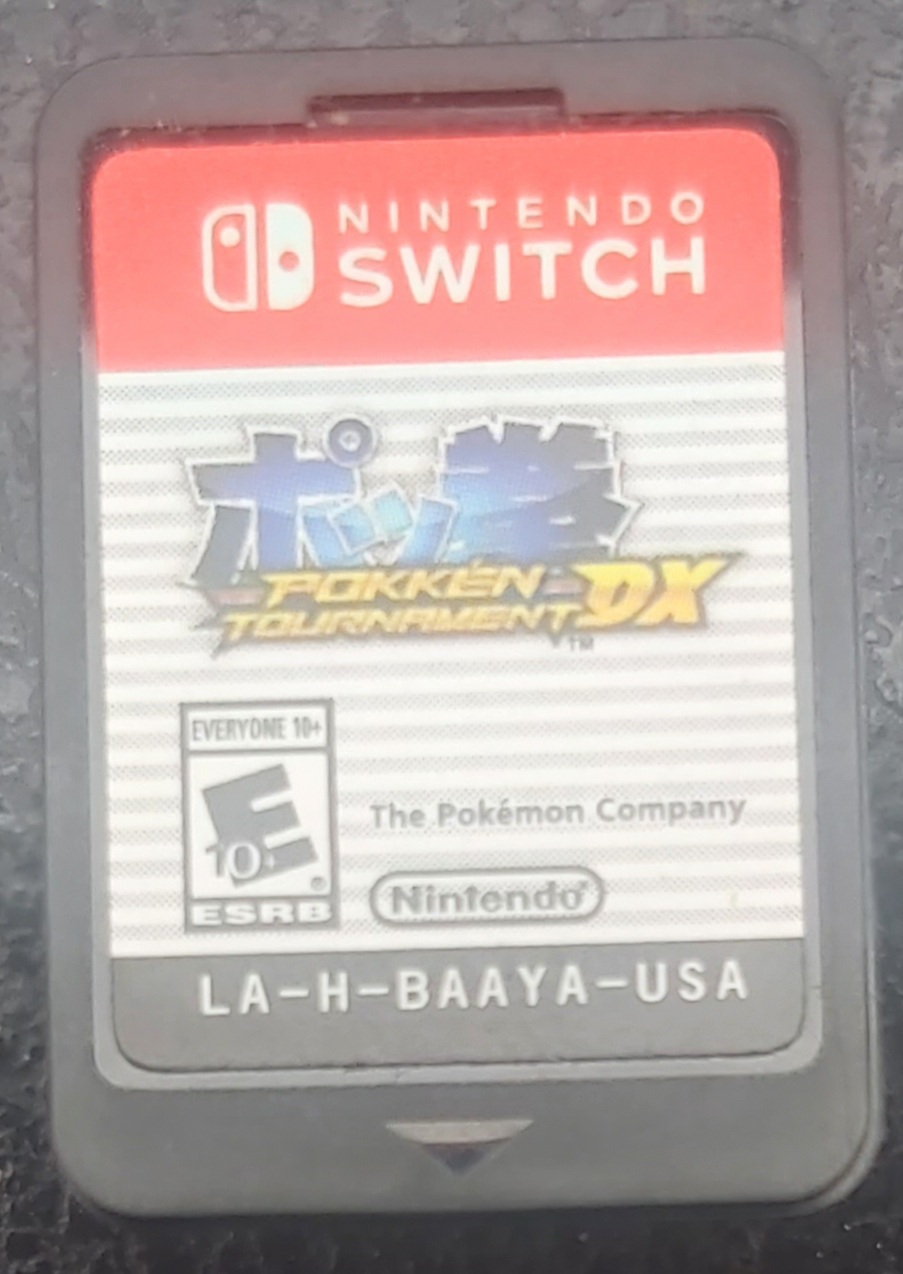 NINTENDO
SWITCH
ポッ拳
POKKÉN
TOURNAMENT DX
TM
EVERYONE 10+
E
10+
®
ESRB
The Pokémon Company
Nintendo®
LA-H-BAAYA-USA